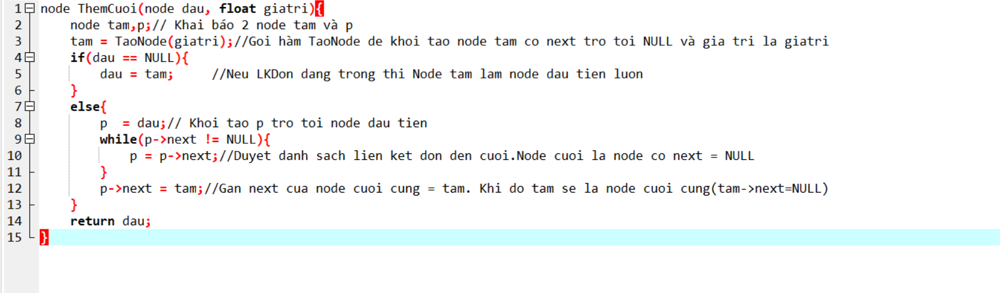 1 node ThemCuoi(node dau, float giatri){
2 node tam,p;// Khai báo 2 node tam và p
3 tam = TaoNode(giatri);//Goi hàm TaoNode de khoi tao node tam co next tro toi NULL và gia tri la giatri
4 if(dau == NULL){
5 dau = tam; //Neu LKDon dang trong thi Node tam lam node dau tien luon
6 }
7 else{
8 p = dau;// Khoi tao p tro toi node dau tien
9 while(p->next != NULL){
10 p = p->next;//Duyet danh sach lien ket don den cuoi.Node cuoi la node co next = NULL
11 }
12 p->next = tam;//Gan next cua node cuoi cung = tam. Khi do tam se la node cuoi cung(tam->next=NULL)
13 }
14 return dau;
15 }